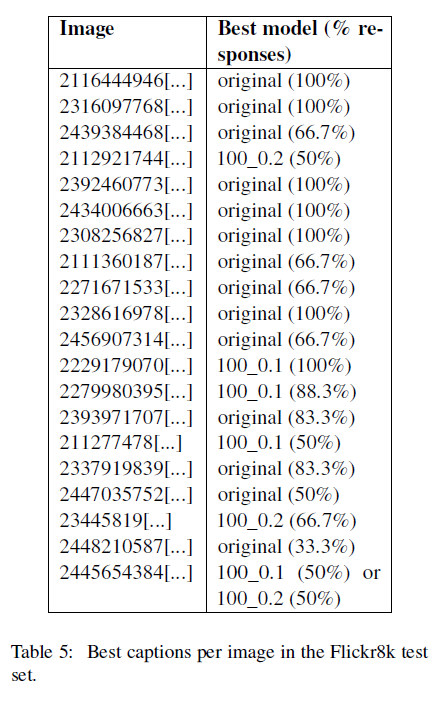 Image Best model (% re-
sponses)
2116444946[...] original (100%)
2316097768[...] original (100%)
2439384468[...] original (66.7%)
2112921744[...] 100_0.2 (50%)
2392460773[...] original (100%)
2434006663[...] original (100%)
2308256827[...] original (100%)
2111360187[...] original (66.7%)
2271671533[...] original (66.7%)
2328616978[...] original (100%)
2456907314[...] original (66.7%)
2229179070[...] 100_0.1 (100%)
2279980395[...] 100_0.1 (88.3%)
2393971707[...] original (83.3%)
211277478[...] 100_0.1 (50%)
2337919839[...] original (83.3%)
2447035752[...] original (50%)
23445819[...] 100_0.2 (66.7%)
2448210587[...] original (33.3%)
2445654384[...] 100_0.1 (50%) or
100_0.2 (50%)
Table 5: Best captions per image in the Flickr8k test
set.